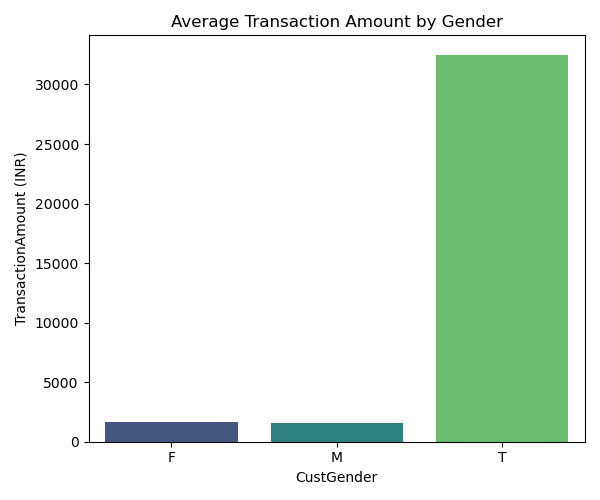 Average Transaction Amount by Gender
TransactionAmount (INR)
30000
25000
20000
15000
10000
5000
0
F M T
CustGender